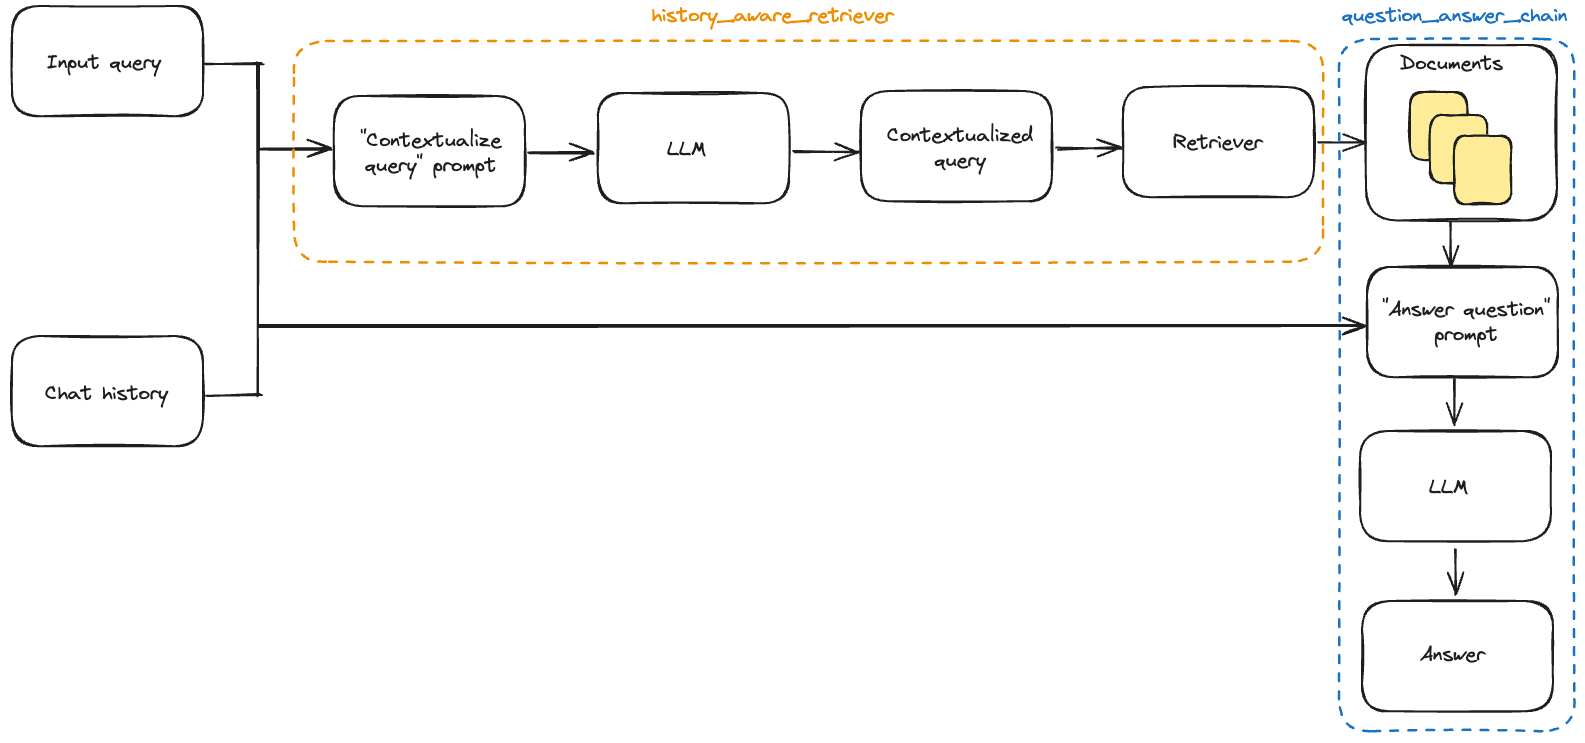 history_aware_retriever
question_answer_chain
Input query
"Contextualize
query" prompt
LLM
Contextualized
query
Retriever
Documents
"Answer question"
prompt
Chat history
LLM
Answer